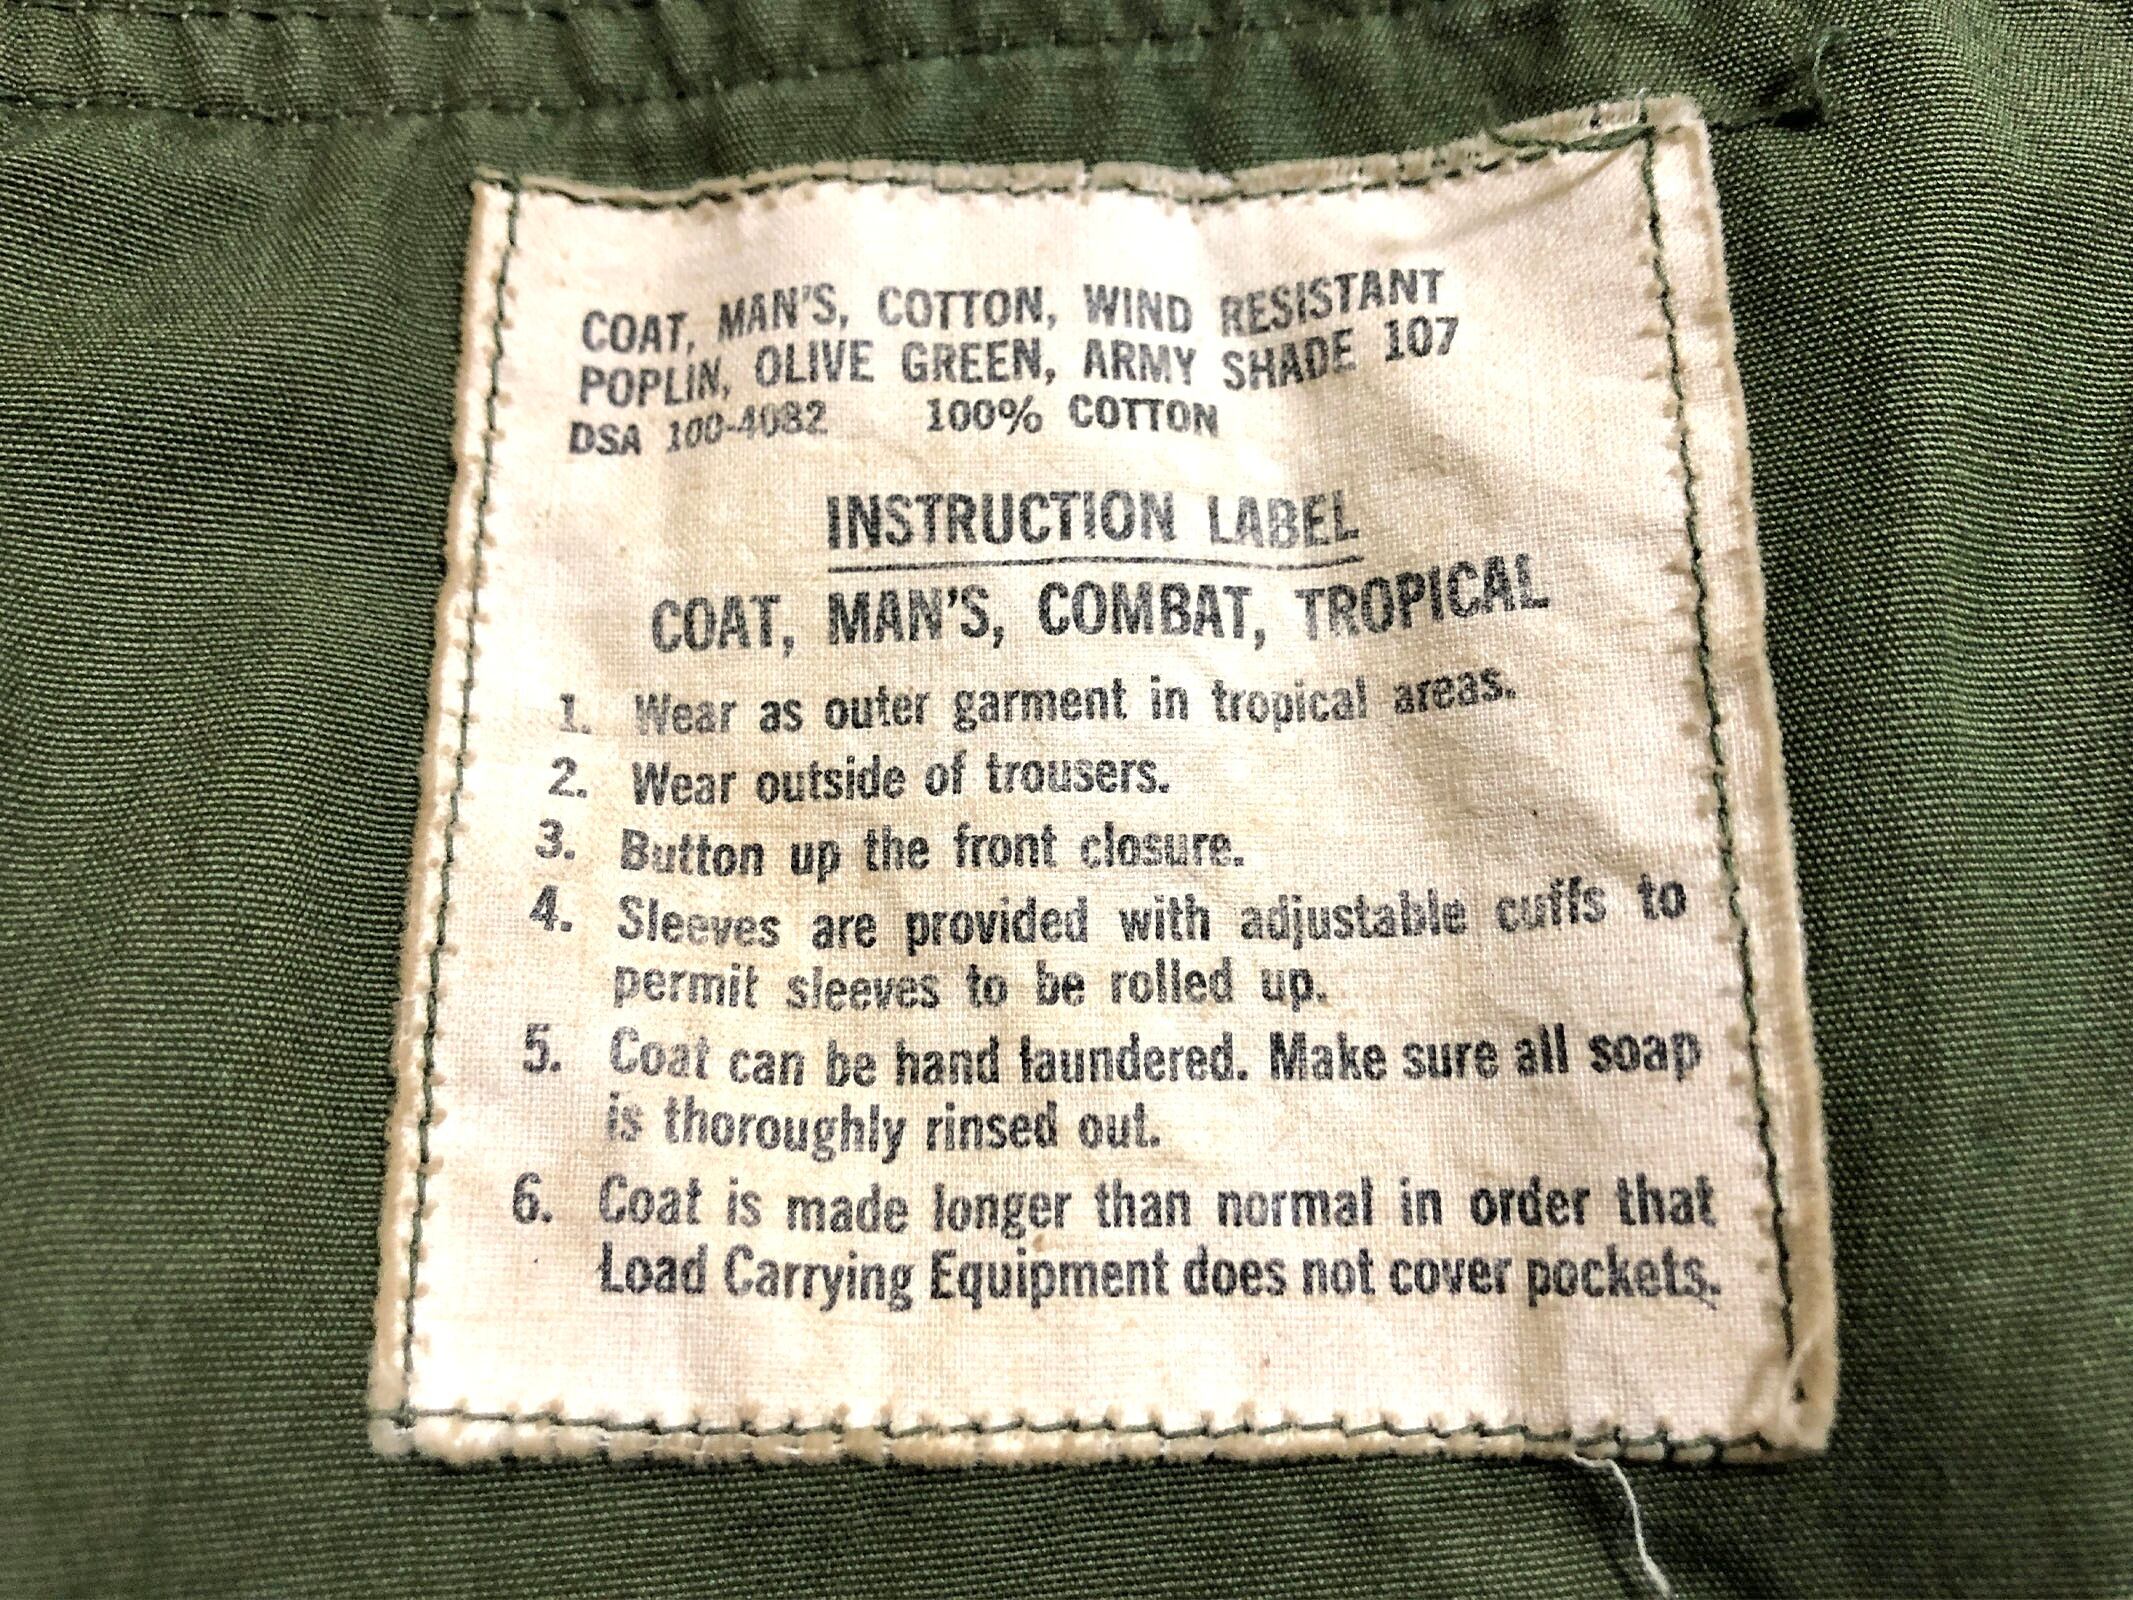 COAT, MAN'S, COTTON, WIND RESISTANT
POPLIN, OLIVE GREEN, ARMY SHADE 107
DSA 100-4082 100% COTTON
INSTRUCTION LABEL
COAT, MAN'S, COMBAT, TROPICAL
1. Wear as outer garment in tropical areas.
2. Wear outside of trousers.
3. Button up the front closure.
4. Sleeves are provided with adjustable cuffs to
permit sleeves to be rolled up.
5. Coat can be hand laundered. Make sure all soap
is thoroughly rinsed out.
6. Coat is made longer than normal in order that
Load Carrying Equipment does not cover pockets.